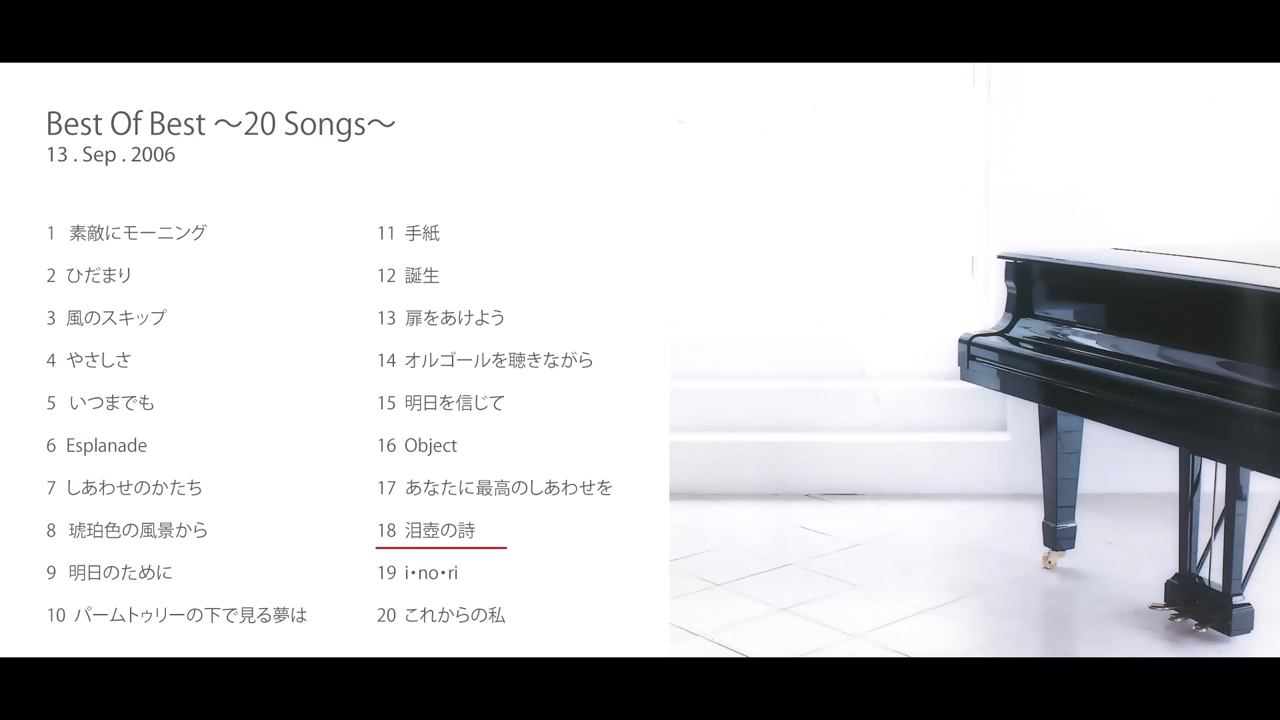 Best Of Best ～20 Songs～
13 . Sep . 2006
1 素敵にモーニング
2 ひだまり
3 風のスキップ
4 やさしさ
5 いつまでも
6 Esplanade
7 しあわせのかたち
8 琥珀色の風景から
9 明日のために
10 パームトゥリーの下で見る夢は
11 手紙
12 誕生
13 扉をあけよう
14 オルゴールを聴きながら
15 明日を信じて
16 Object
17 あなたに最高のしあわせを
18 泪壺の詩
19 i・no・ri
20 これからの私